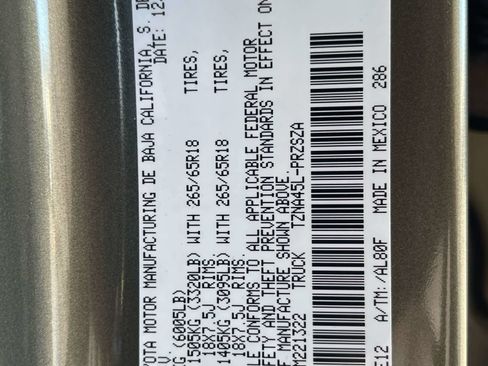 YOTA MOTOR MANUFACTURING DE BAJA CALIFORNIA, S. DE
V. DATE: 12
KG (6005LB)
1505KG (3320LB) WITH 265/65R18 TIRES,
18X7.5J RIMS.
1405KG (3095LB) WITH 265/65R18 TIRES,
18X7.5J RIMS.
LE CONFORMS TO ALL APPLICABLE FEDERAL MOTOR
AFETY AND THEFT PREVENTION STANDARDS IN EFFECT ON
F MANUFACTURE SHOWN ABOVE.
M221322 TRUCK TZNA45L-PRZSZA
E12 A/TM: /AL80F MADE IN MEXICO 286